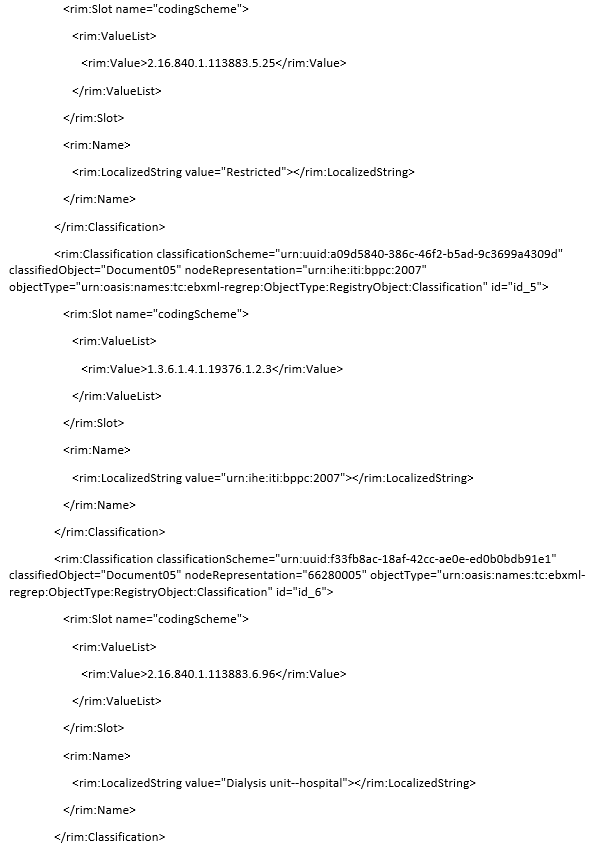 <rim:Slot name="codingScheme">
<rim:ValueList>
<rim:Value>2.16.840.1.113883.5.25</rim:Value>
</rim:ValueList>
</rim:Slot>
<rim:Name>
<rim:LocalizedString value="Restricted"></rim:LocalizedString>
</rim:Name>
</rim:Classification>
<rim:Classification classificationScheme="urn:uuid:a09d5840-386c-46f2-b5ad-9c3699a4309d"
classifiedObject="Document05" nodeRepresentation="urn:ihe:iti:bppc:2007"
objectType="urn:oasis:names:tc:ebxml-regrep:ObjectType:RegistryObject:Classification" id="id_5">
<rim:Slot name="codingScheme">
<rim:ValueList>
<rim:Value>1.3.6.1.4.1.19376.1.2.3</rim:Value>
</rim:ValueList>
</rim:Slot>
<rim:Name>
<rim:LocalizedString value="urn:ihe:iti:bppc:2007"></rim:LocalizedString>
</rim:Name>
</rim:Classification>
<rim:Classification classificationScheme="urn:uuid:f33fb8ac-18af-42cc-ae0e-ed0b0bdb91e1"
classifiedObject="Document05" nodeRepresentation="66280005" objectType="urn:oasis:names:tc:ebxml-
regrep:ObjectType:RegistryObject:Classification" id="id_6">
<rim:Slot name="codingScheme">
<rim:ValueList>
<rim:Value>2.16.840.1.113883.6.96</rim:Value>
</rim:ValueList>
</rim:Slot>
<rim:Name>
<rim:LocalizedString value="Dialysis unit--hospital"></rim:LocalizedString>
</rim:Name>
</rim:Classification>